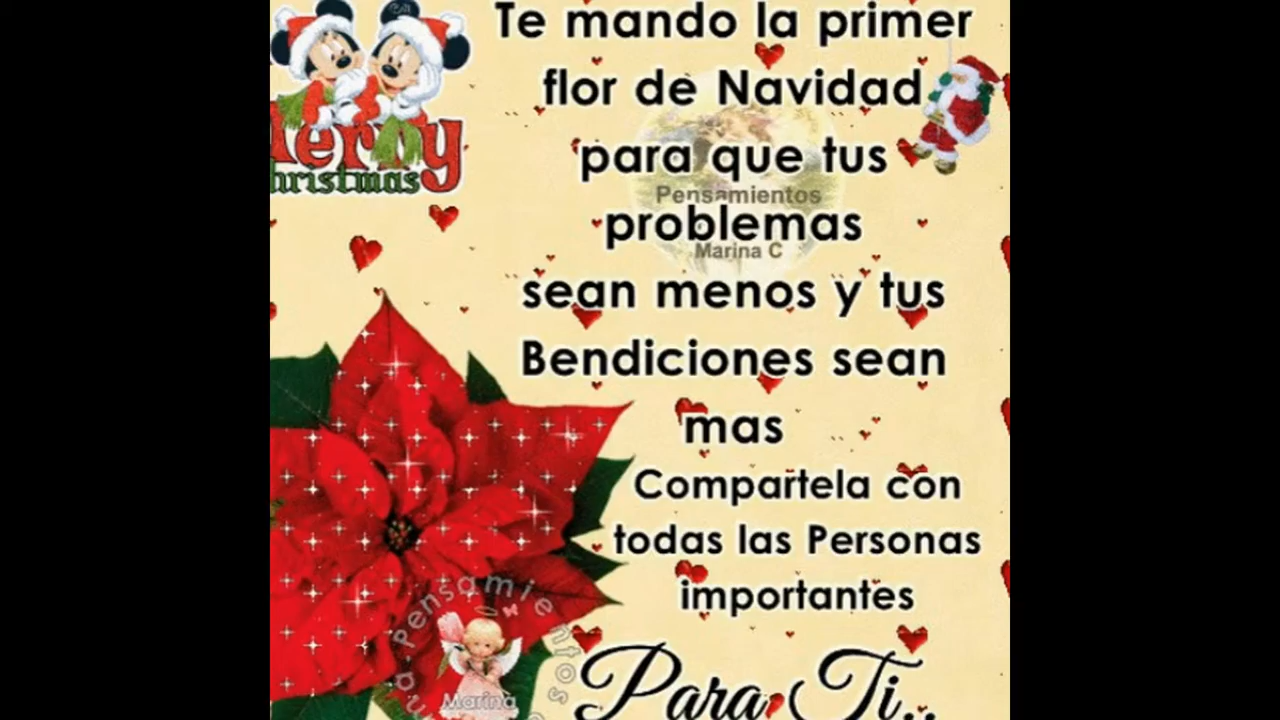 Te mando la primer
flor de Navidad
para que tus
Pensamientos
problemas
Marina C
sean menos y tus
Bendiciones sean
mas
Compartela con
todas las Personas
importantes
Para Ti..
Merry
hristmas
Pensamientos
Marina